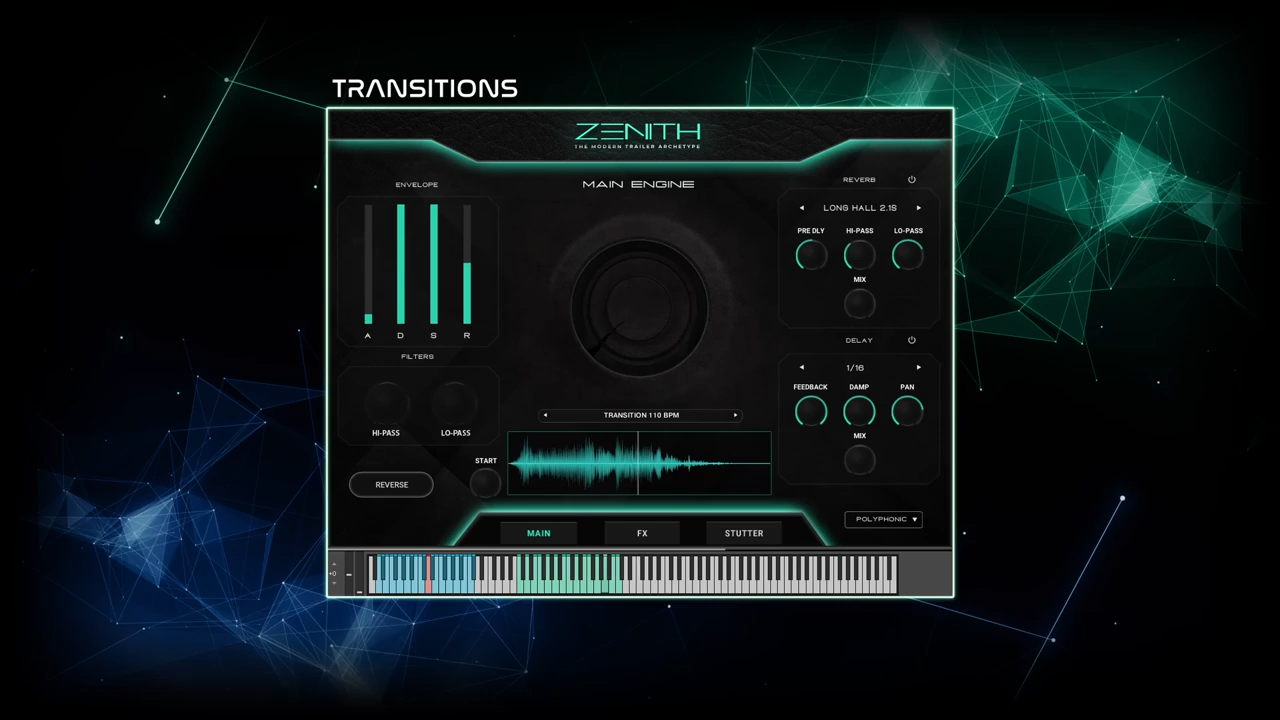 TRANSITIONS
ZENITH
THE MODERN TRAILER ARCHETYPE
MAIN ENGINE
ENVELOPE
A D S R
FILTERS
HI-PASS LO-PASS
REVERSE
START
TRANSITION 110 BPM
REVERB
LONG HALL 2.1S
PRE DLY HI-PASS LO-PASS
MIX
DELAY
1/16
FEEDBACK DAMP PAN
MIX
POLYPHONIC
MAIN FX STUTTER
+0